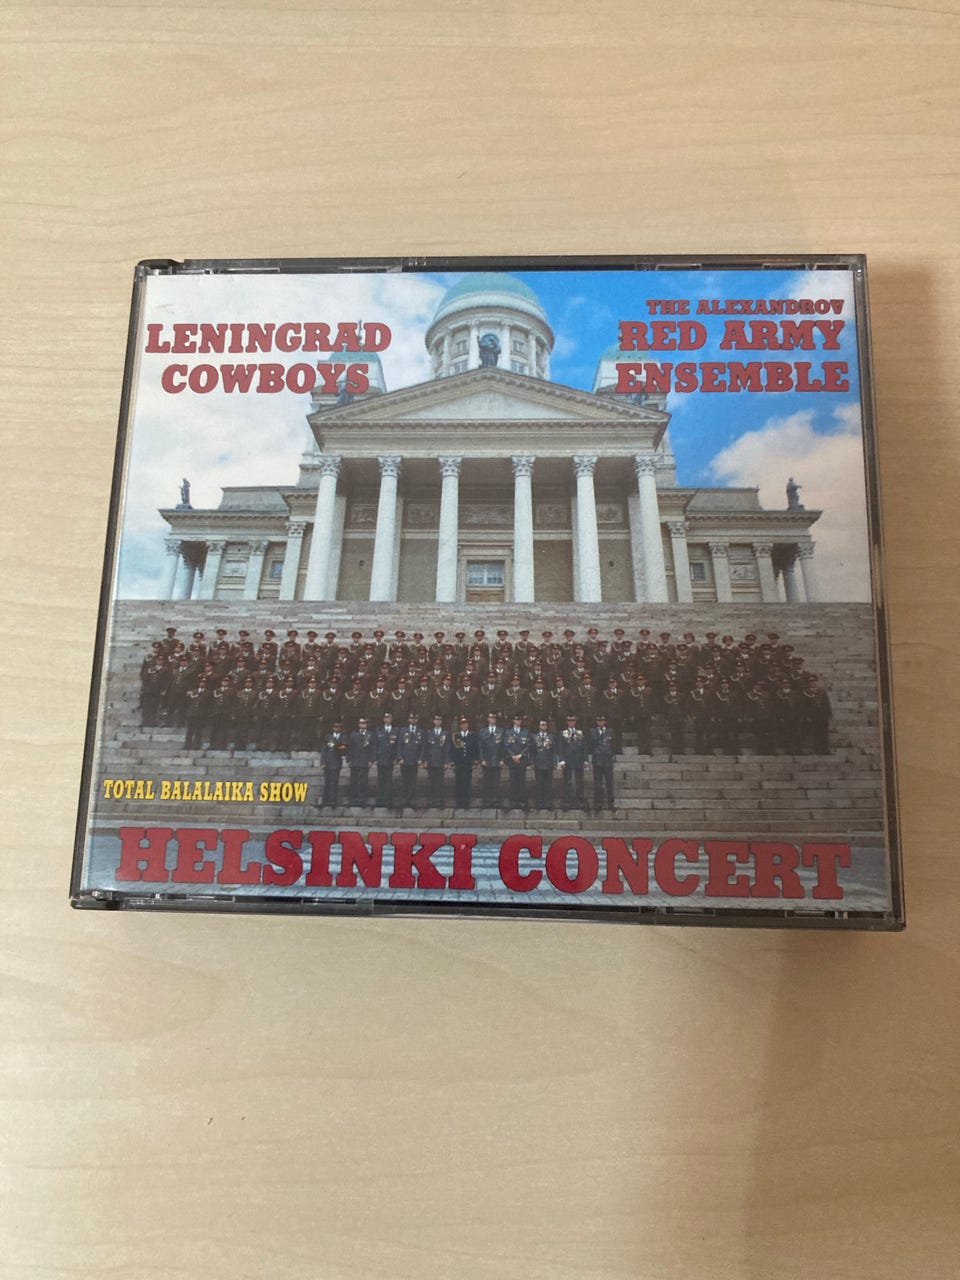 LENINGRAD
COWBOYS
THE ALEXANDROV
RED ARMY
ENSEMBLE
TOTAL BALALAIKA SHOW
HELSINKI CONCERT